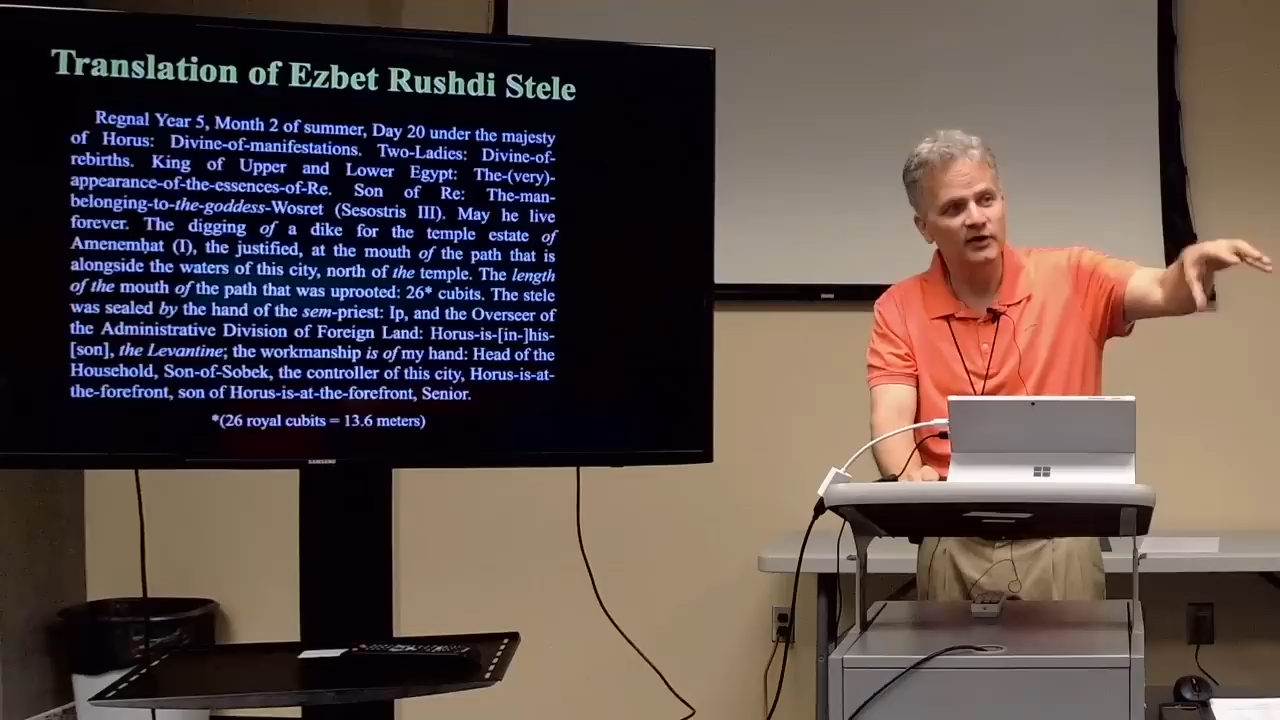 Translation of Ezbet Rushdi Stele
Regnal Year 5, Month 2 of summer, Day 20 under the majesty
of Horus: Divine-of-manifestations. Two-Ladies: Divine-of-
rebirths. King of Upper and Lower Egypt: The-(very)-
appearance-of-the-essences-of-Re. Son of Re: The-man-
belonging-to-the-goddess-Wosret (Sesostris III). May he live
forever. The digging of a dike for the temple estate of
Amenemḥat (I), the justified, at the mouth of the path that is
alongside the waters of this city, north of the temple. The length
of the mouth of the path that was uprooted: 26* cubits. The stele
was sealed by the hand of the sem-priest: Ip, and the Overseer of
the Administrative Division of Foreign Land: Horus-is-[in-]his-
[son], the Levantine; the workmanship is of my hand: Head of the
Household, Son-of-Sobek, the controller of this city, Horus-is-at-
the-forefront, son of Horus-is-at-the-forefront, Senior.
*(26 royal cubits = 13.6 meters)
SAMSUNG